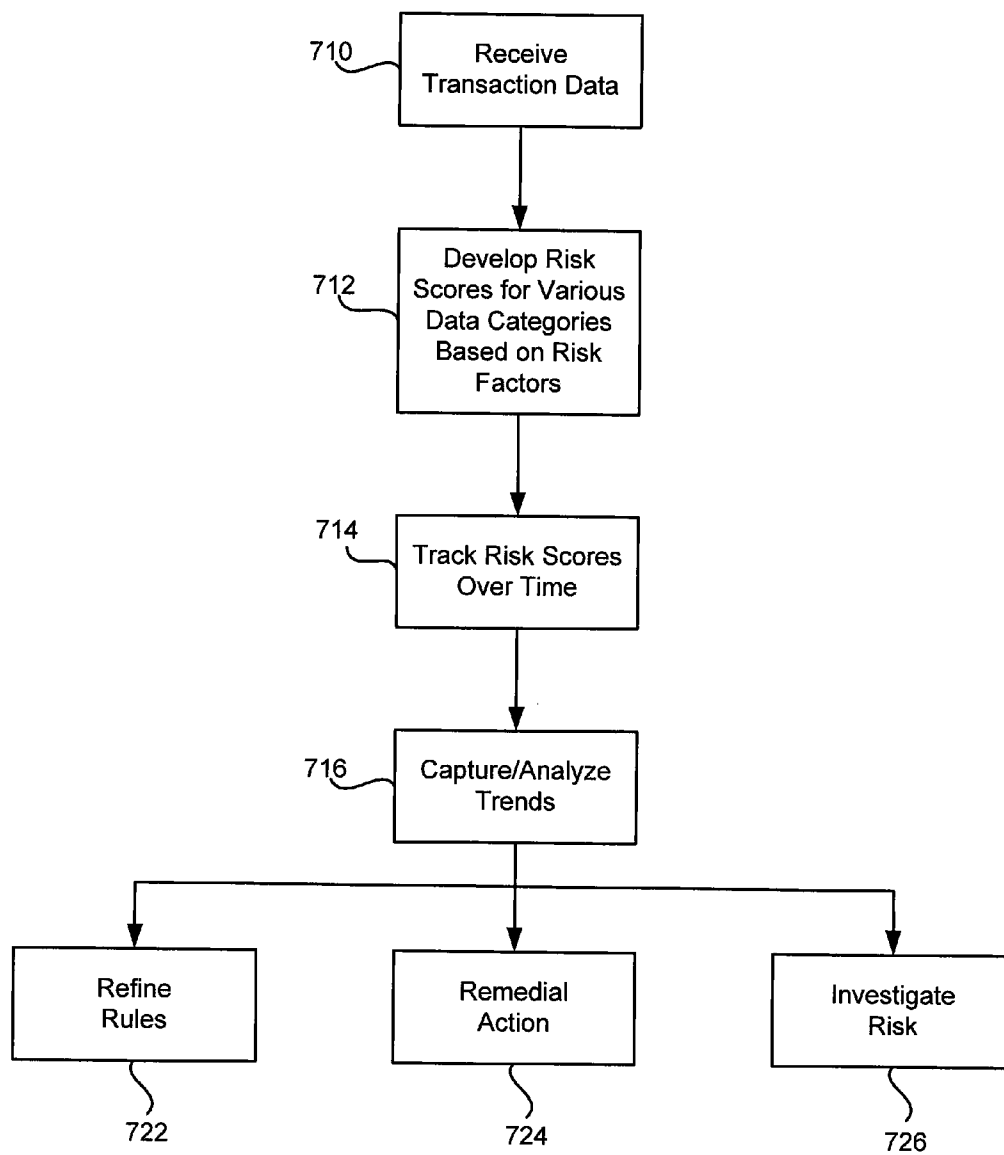 710
Receive
Transaction Data
712
Develop Risk
Scores for Various
Data Categories
Based on Risk
Factors
714
Track Risk Scores
Over Time
716
Capture/Analyze
Trends
Refine
Rules
Remedial
Action
Investigate
Risk
722
724
726